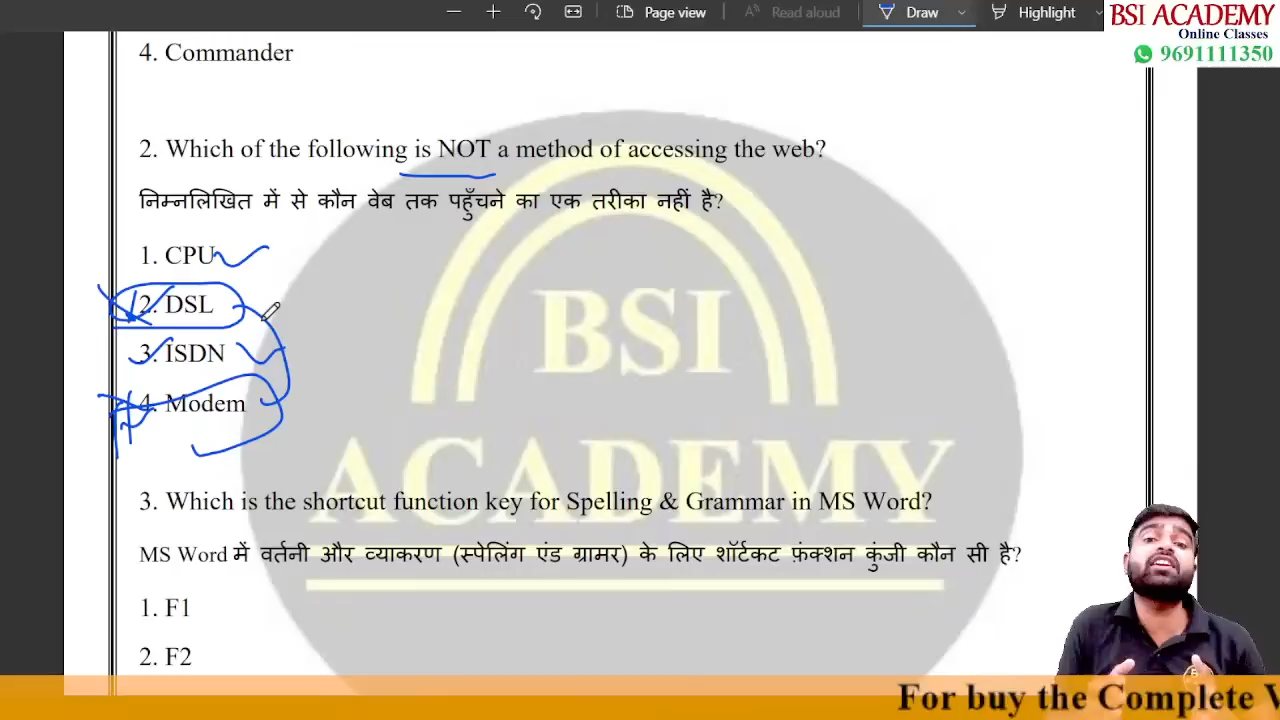 Page view
Read aloud
Draw
Highlight
BSI ACADEMY
Online Classes
9691111350
4. Commander
2. Which of the following is NOT a method of accessing the web?
निम्नलिखित में से कौन वेब तक पहुँचने का एक तरीका नहीं है?
1. CPU
2. DSL
3. ISDN
4. Modem
BSI
ACADEMY
3. Which is the shortcut function key for Spelling & Grammar in MS Word?
MS Word में वर्तनी और व्याकरण (स्पेलिंग एंड ग्रामर) के लिए शॉर्टकट फ़ंक्शन कुंजी कौन सी है?
1. F1
2. F2
For buy the Complete V